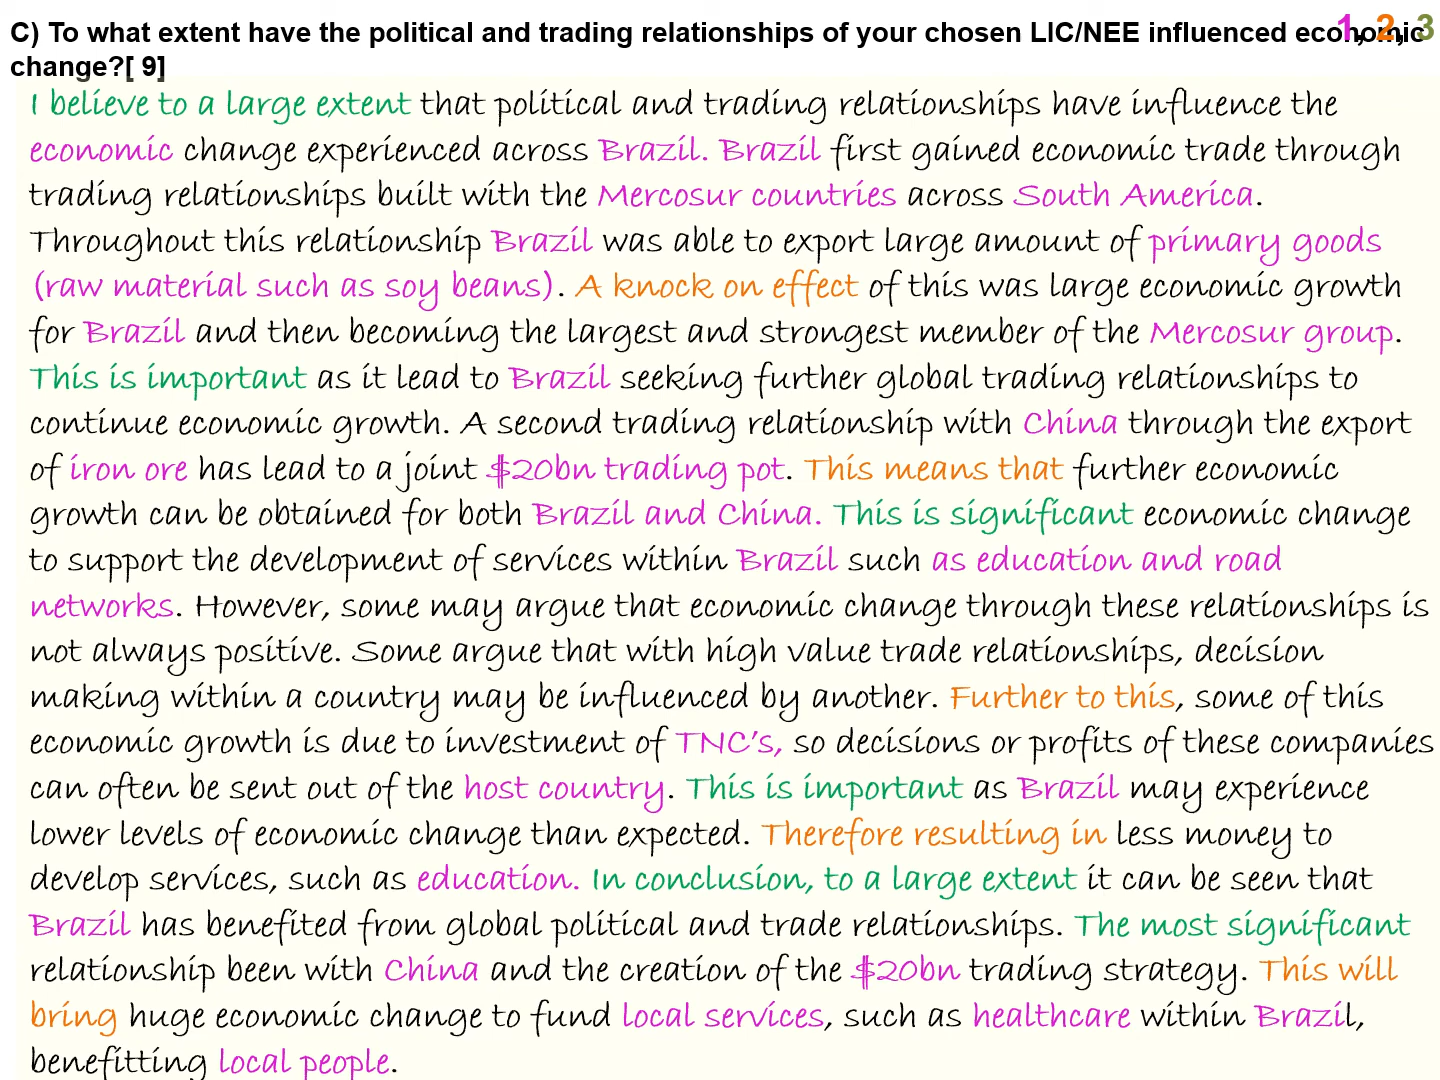 C) To what extent have the political and trading relationships of your chosen LIC/NEE influenced economic 1, 2, 3
change?[ 9]
I believe to a large extent that political and trading relationships have influence the
economic change experienced across Brazil. Brazil first gained economic trade through
trading relationships built with the Mercosur countries across South America.
Throughout this relationship Brazil was able to export large amount of primary goods
(raw material such as soy beans). A knock on effect of this was large economic growth
for Brazil and then becoming the largest and strongest member of the Mercosur group.
This is important as it lead to Brazil seeking further global trading relationships to
continue economic growth. A second trading relationship with China through the export
of iron ore has lead to a joint $20bn trading pot. This means that further economic
growth can be obtained for both Brazil and China. This is significant economic change
to support the development of services within Brazil such as education and road
networks. However, some may argue that economic change through these relationships is
not always positive. Some argue that with high value trade relationships, decision
making within a country may be influenced by another. Further to this, some of this
economic growth is due to investment of TNC's, so decisions or profits of these companies
can often be sent out of the host country. This is important as Brazil may experience
lower levels of economic change than expected. Therefore resulting in less money to
develop services, such as education. In conclusion, to a large extent it can be seen that
Brazil has benefited from global political and trade relationships. The most significant
relationship been with China and the creation of the $20bn trading strategy. This will
bring huge economic change to fund local services, such as healthcare within Brazil,
benefitting local people.